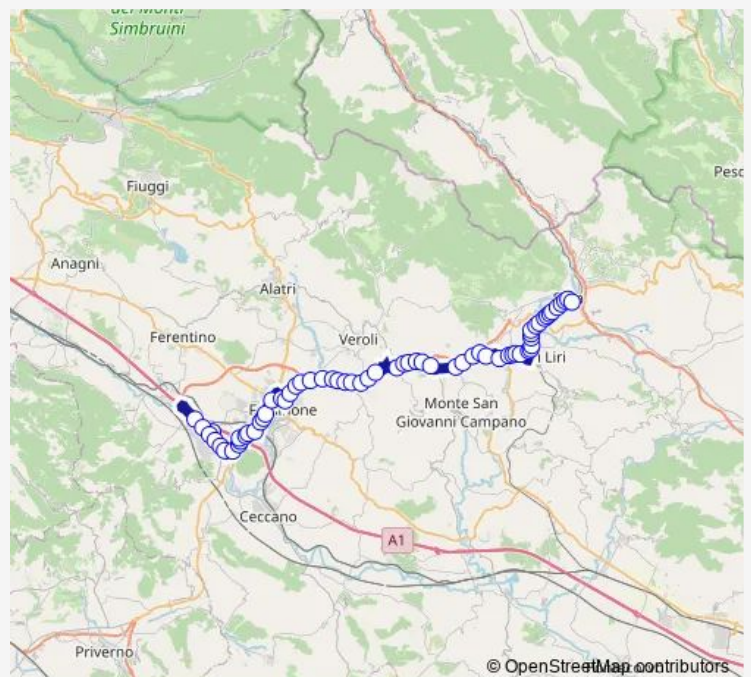 dei Monti
Simbruini
Fiuggi
Pesc
Anagni
Alatri
Ferentino
Veroli
Liri
Monte San
Giovanni Campano
Ceccano
A1
Priverno
© OpenStreetMap contributors